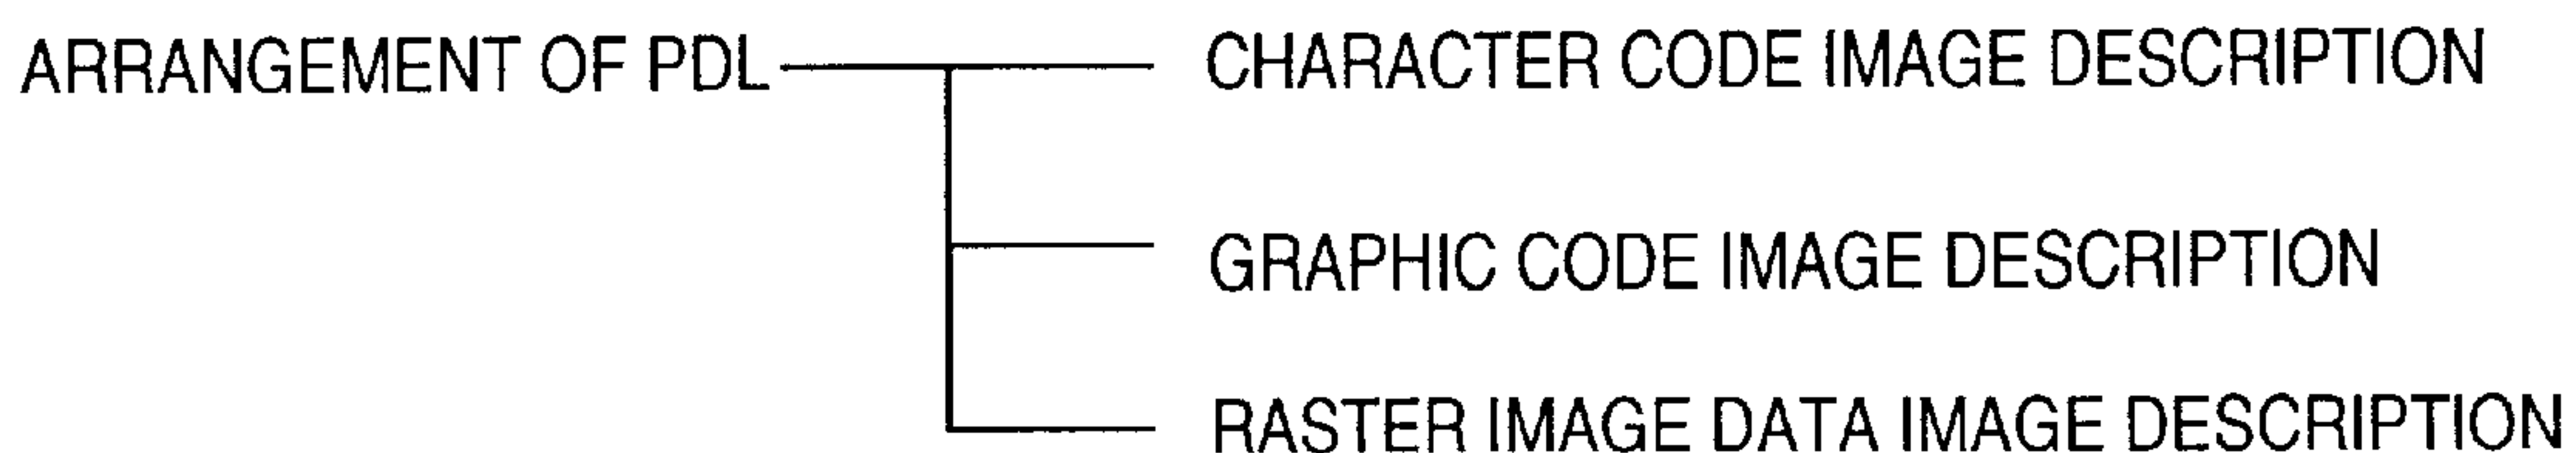 ARRANGEMENT OF PDL CHARACTER CODE IMAGE DESCRIPTION
GRAPHIC CODE IMAGE DESCRIPTION
RASTER IMAGE DATA IMAGE DESCRIPTION